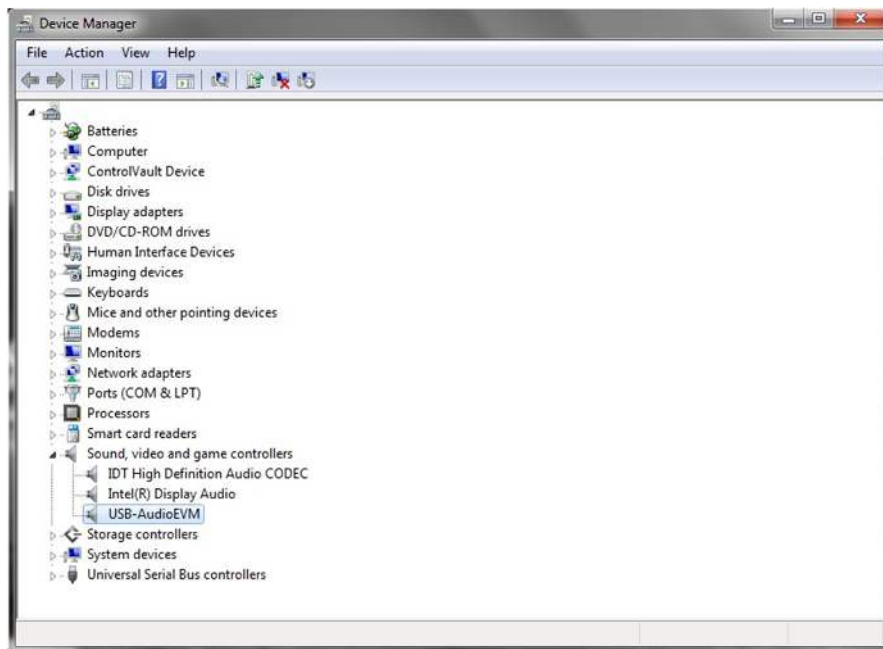 Device Manager
File Action View Help
Batteries
Computer
ControlVault Device
Disk drives
Display adapters
DVD/CD-ROM drives
Human Interface Devices
Imaging devices
Keyboards
Mice and other pointing devices
Modems
Monitors
Network adapters
Ports (COM & LPT)
Processors
Smart card readers
Sound, video and game controllers
IDT High Definition Audio CODEC
Intel(R) Display Audio
USB-AudioEVM
Storage controllers
System devices
Universal Serial Bus controllers